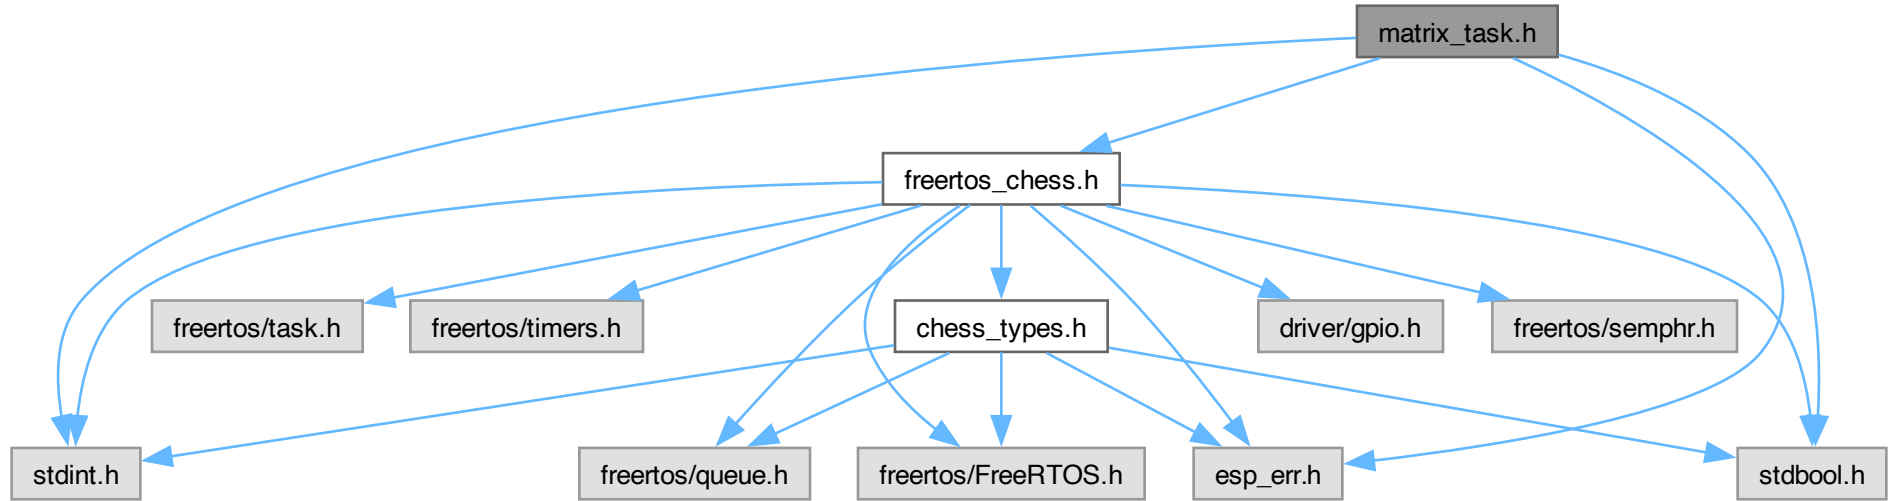 matrix_task.h
freertos_chess.h
freertos/task.h
freertos/timers.h
chess_types.h
driver/gpio.h
freertos/semphr.h
stdint.h
freertos/queue.h
freertos/FreeRTOS.h
esp_err.h
stdbool.h